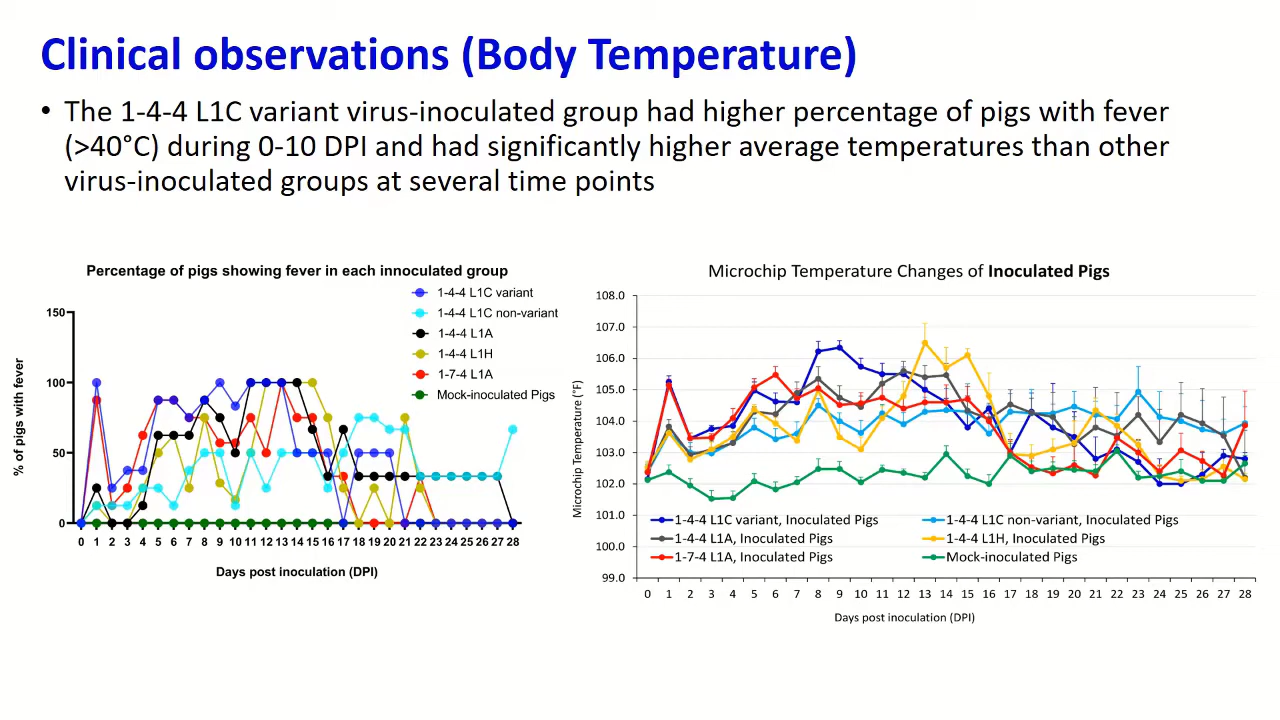 Clinical observations (Body Temperature)
• The 1-4-4 L1C variant virus-inoculated group had higher percentage of pigs with fever
(>40°C) during 0-10 DPI and had significantly higher average temperatures than other
virus-inoculated groups at several time points
Percentage of pigs showing fever in each innoculated group
1-4-4 L1C variant
1-4-4 L1C non-variant
1-4-4 L1A
1-4-4 L1H
1-7-4 L1A
Mock-inoculated Pigs
% of pigs with fever
150
100
50
0
0 1 2 3 4 5 6 7 8 9 10 11 12 13 14 15 16 17 18 19 20 21 22 23 24 25 26 27 28
Days post inoculation (DPI)
Microchip Temperature Changes of Inoculated Pigs
Microchip Temperature (°F)
108.0
107.0
106.0
105.0
104.0
103.0
102.0
101.0
100.0
99.0
1-4-4 L1C variant, Inoculated Pigs
1-4-4 L1C non-variant, Inoculated Pigs
1-4-4 L1A, Inoculated Pigs
1-4-4 L1H, Inoculated Pigs
1-7-4 L1A, Inoculated Pigs
Mock-inoculated Pigs
0 1 2 3 4 5 6 7 8 9 10 11 12 13 14 15 16 17 18 19 20 21 22 23 24 25 26 27 28
Days post inoculation (DPI)